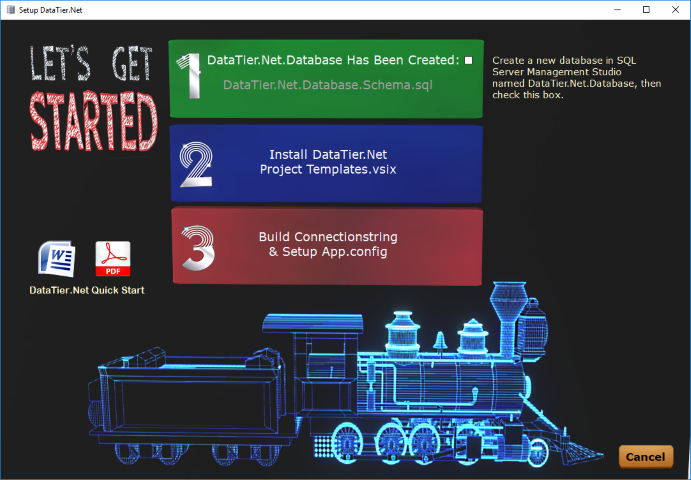 Setup DataTier.Net
LET'S GET
STARTED
1
DataTier.Net.Database Has Been Created:
DataTier.Net.Database.Schema.sql
Create a new database in SQL
Server Management Studio
named DataTier.Net.Database, then
check this box.
2
Install DataTier.Net
Project Templates.vsix
3
Build Connectionstring
& Setup App.config
W
PDF
DataTier.Net Quick Start
Cancel